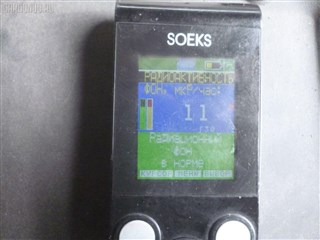 SOEKS
РАДИОАКТИВНОСТЬ
ФОН, мкР/час:
11
Радиационный
фон
в норме